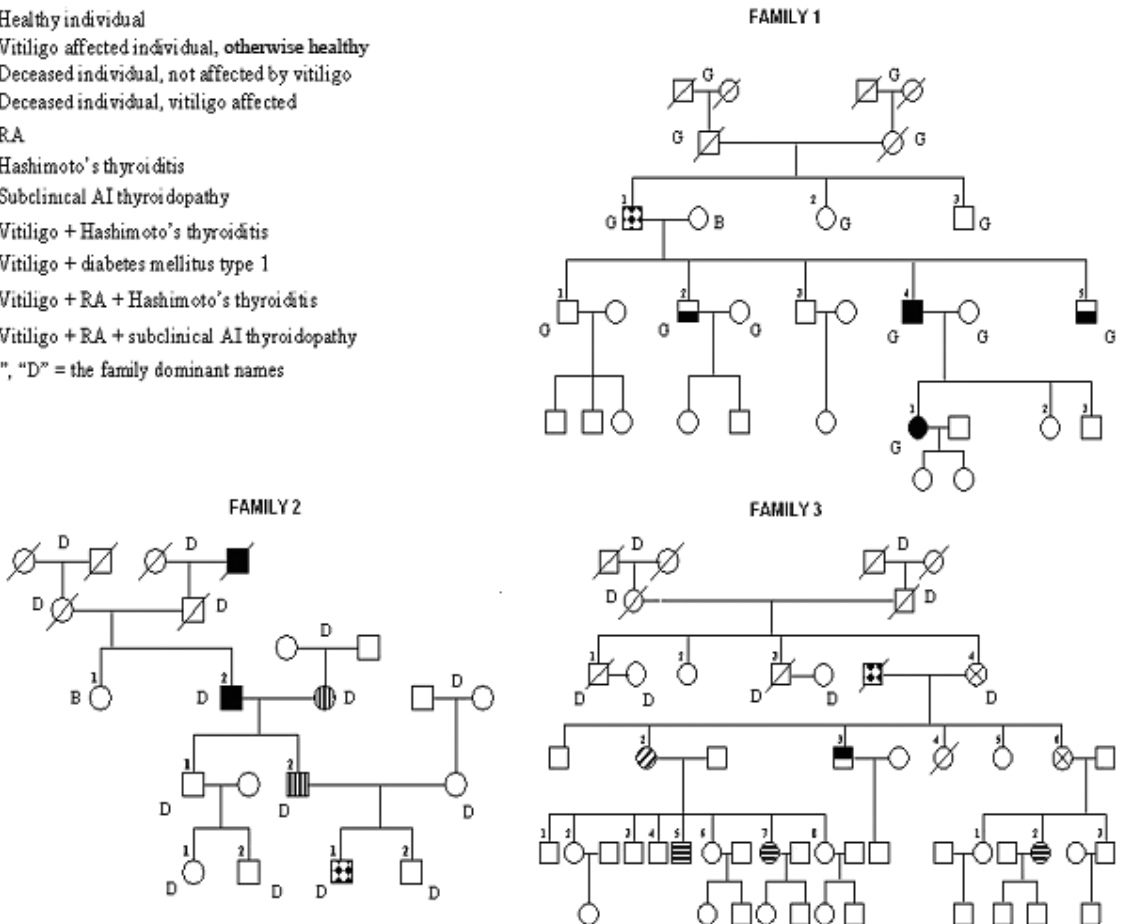 Healthy individual
Vitiligo affected individual, otherwise healthy
Deceased individual, not affected by vitiligo
Deceased individual, vitiligo affected
RA
Hashimoto's thyroiditis
Subclinical AI thyroidopathy
Vitiligo + Hashimoto's thyroiditis
Vitiligo + diabetes mellitus type 1
Vitiligo + RA + Hashimoto's thyroiditis
Vitiligo + RA + subclinical AI thyroidopathy
”, “D” = the family dominant names
FAMILY 1
G G
G G
1 2 3
G B G G
1 2 3 4 5
G G G G G G
1 2 3
G
FAMILY 2
D D
D D
D
1 2
B D D D
1 2
D D D
1 2 1 2
D D D D
FAMILY 3
D D
D D
1 2 3 4
D D D D D
2 3 4 5 6
1 2 3 4 5 6 7 8 1 2 3